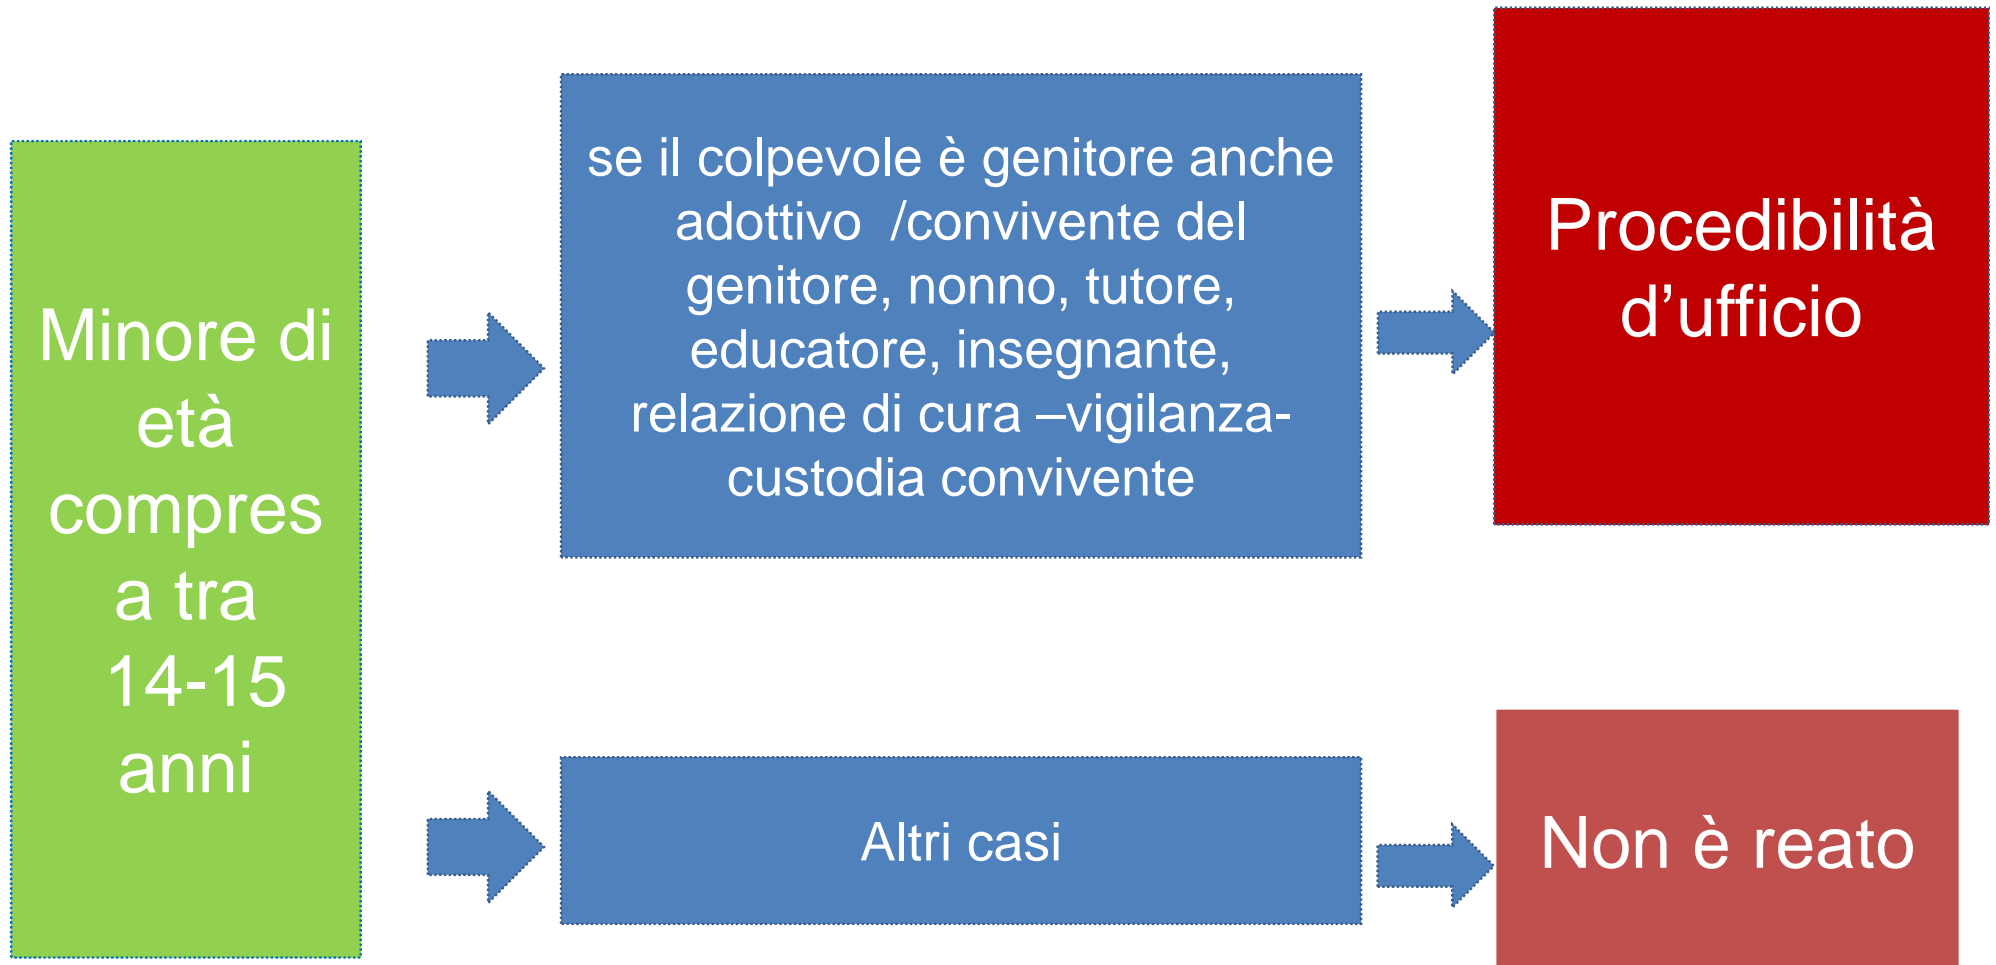 Minore di
età
compres
a tra
14-15
anni
se il colpevole è genitore anche
adottivo /convivente del
genitore, nonno, tutore,
educatore, insegnante,
relazione di cura –vigilanza-
custodia convivente
Procedibilità
d’ufficio
Altri casi
Non è reato